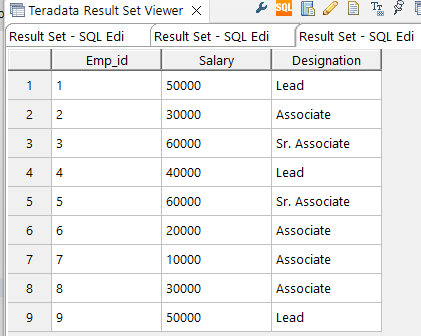 Teradata Result Set Viewer
SQL
Result Set - SQL Edi Result Set - SQL Edi Result Set - SQL Edi
Emp_id Salary Designation
1 1 50000 Lead
2 2 30000 Associate
3 3 60000 Sr. Associate
4 4 40000 Lead
5 5 60000 Sr. Associate
6 6 20000 Associate
7 7 10000 Associate
8 8 30000 Associate
9 9 50000 Lead